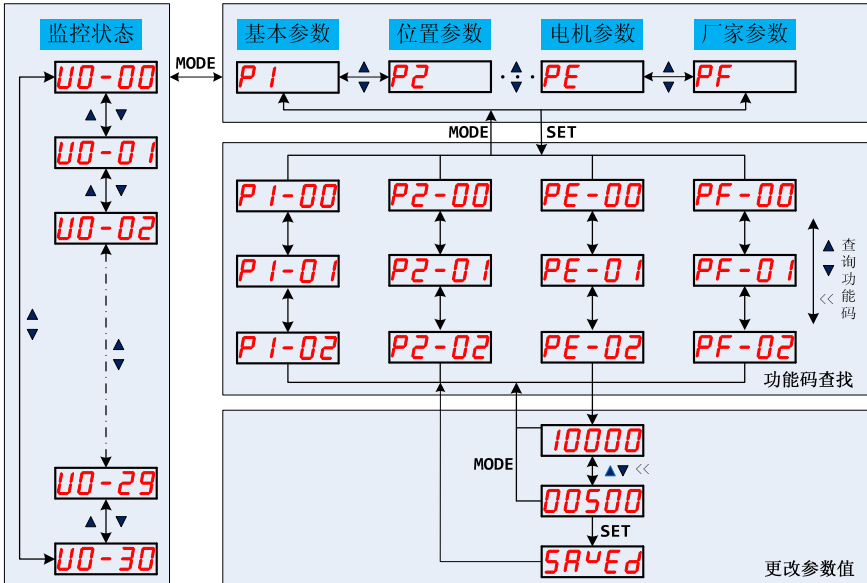 监控状态
U0-00
U0-01
U0-02
U0-29
U0-30
MODE
基本参数 位置参数 电机参数 厂家参数
P1 P2 ··· PE PF
MODE SET
P1-00 P2-00 PE-00 PF-00
P1-01 P2-01 PE-01 PF-01
P1-02 P2-02 PE-02 PF-02
查询功能码
<<
功能码查找
10000
MODE
<<
00500
SET
SAvEd
更改参数值